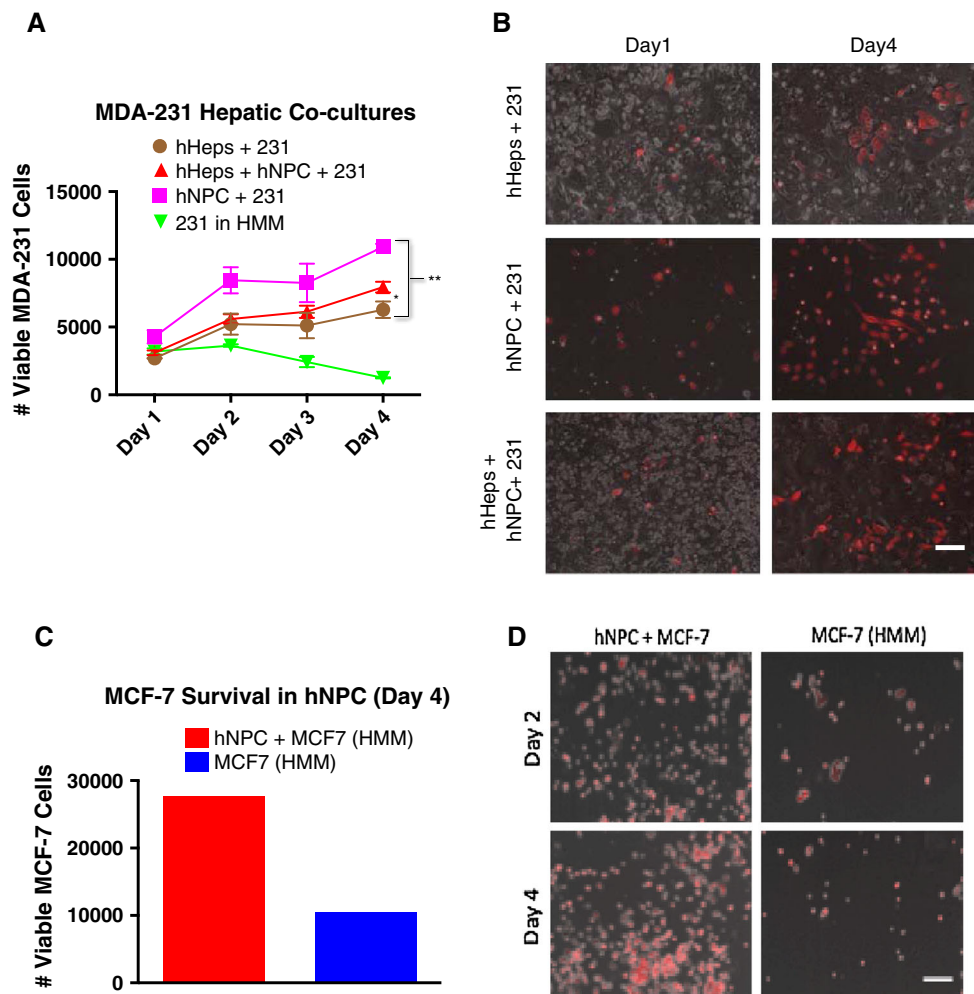 A
MDA-231 Hepatic Co-cultures
hHeps + 231
hHeps + hNPC + 231
hNPC + 231
231 in HMM
# Viable MDA-231 Cells
15000
10000
5000
0
**
*
Day 1
Day 2
Day 3
Day 4
B
Day1
Day4
hHeps + 231
hNPC + 231
hHeps +
hNPC+ 231
C
MCF-7 Survival in hNPC (Day 4)
hNPC + MCF7 (HMM)
MCF7 (HMM)
# Viable MCF-7 Cells
30000
20000
10000
0
D
hNPC + MCF-7
MCF-7 (HMM)
Day 2
Day 4